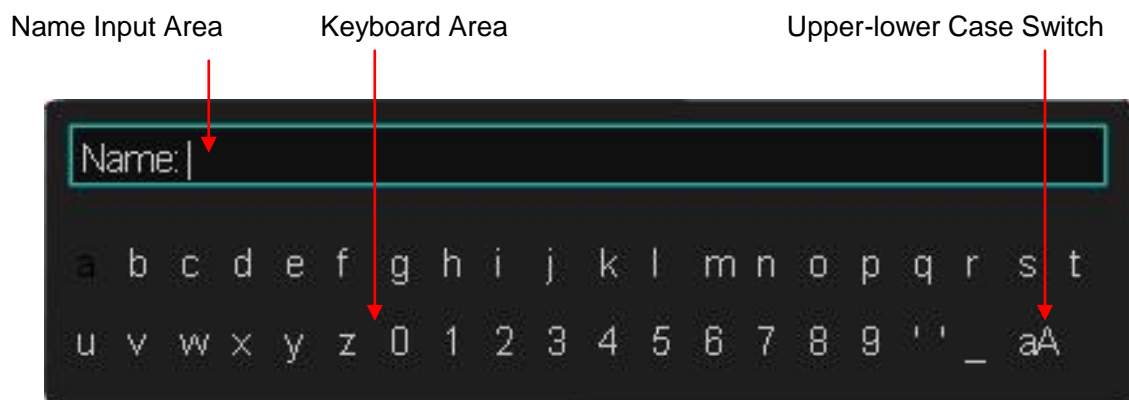 Name Input Area Keyboard Area Upper-lower Case Switch
Name:
a b c d e f g h i j k l m n o p q r s t
u v w x y z 0 1 2 3 4 5 6 7 8 9 ' ' _ aA